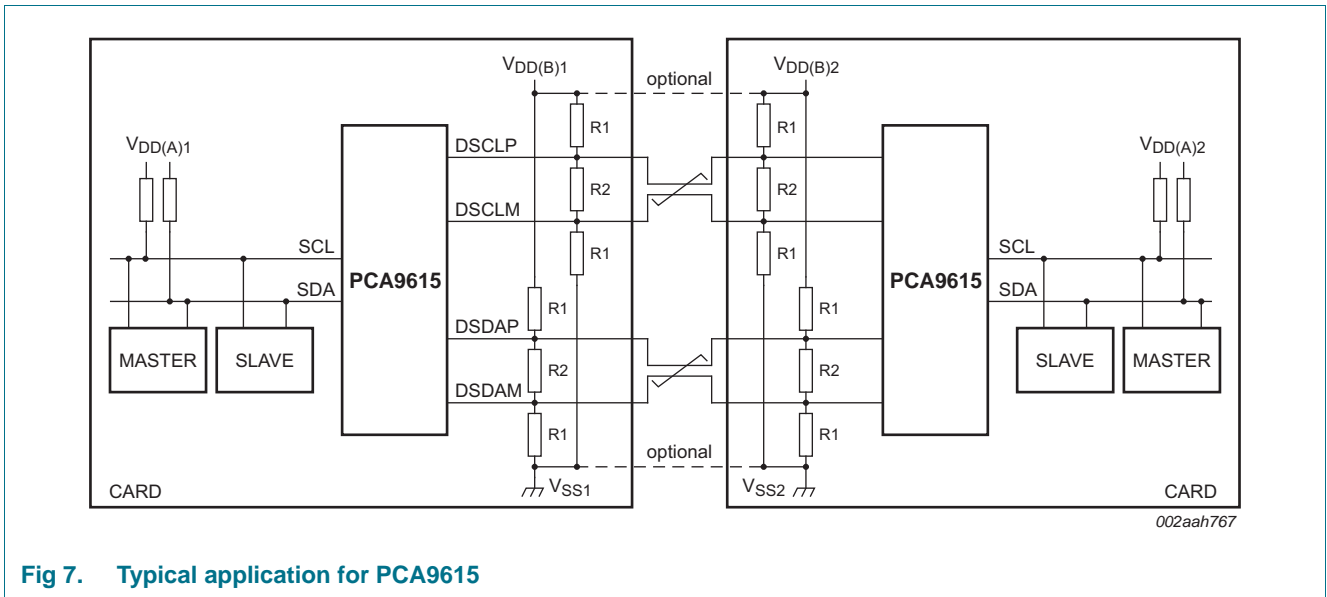 VDD(B)1
optional
VDD(B)2
R1
R1
VDD(A)1
DSCLP
VDD(A)2
R2
R2
DSCLM
R1
R1
SCL
SCL
PCA9615
PCA9615
SDA
SDA
R1
R1
DSDAP
MASTER
SLAVE
R2
R2
SLAVE
MASTER
DSDAM
R1
R1
optional
CARD
VSS1
VSS2
CARD
002aah767
Fig 7. Typical application for PCA9615